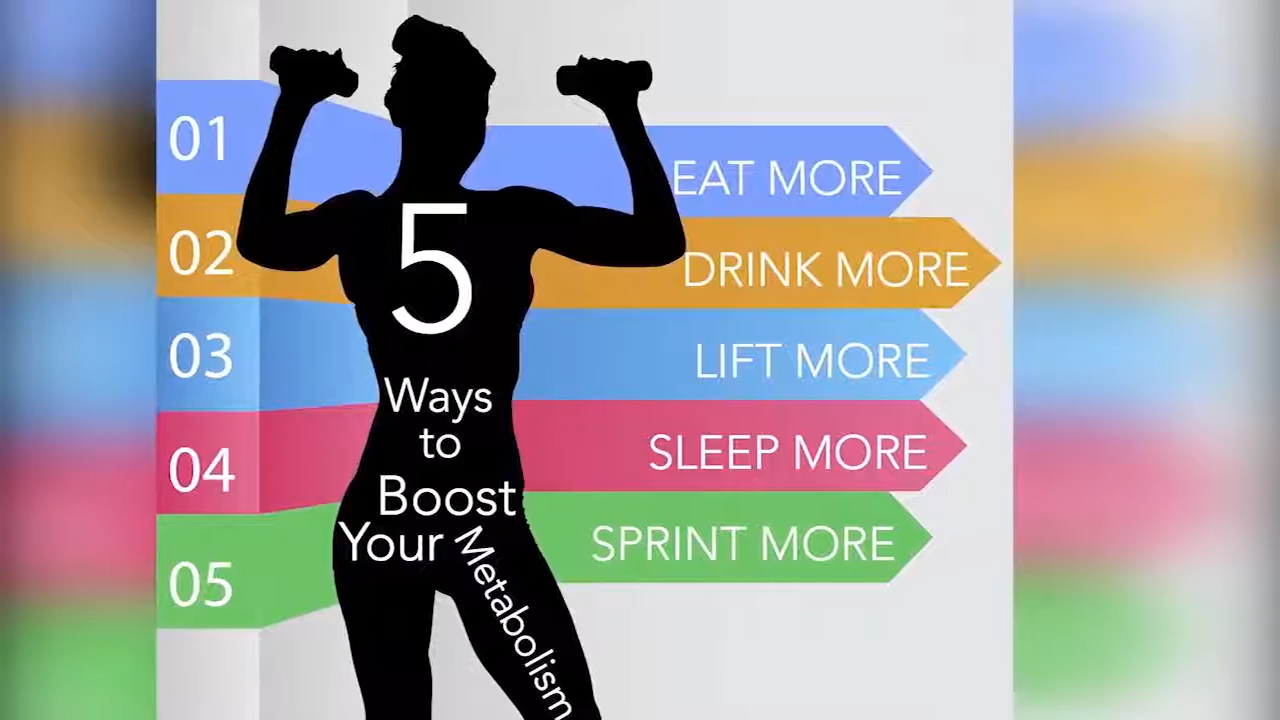 01
EAT MORE
02
DRINK MORE
03
LIFT MORE
04
SLEEP MORE
05
SPRINT MORE
5
Ways
to
Boost
Your
Metabolism